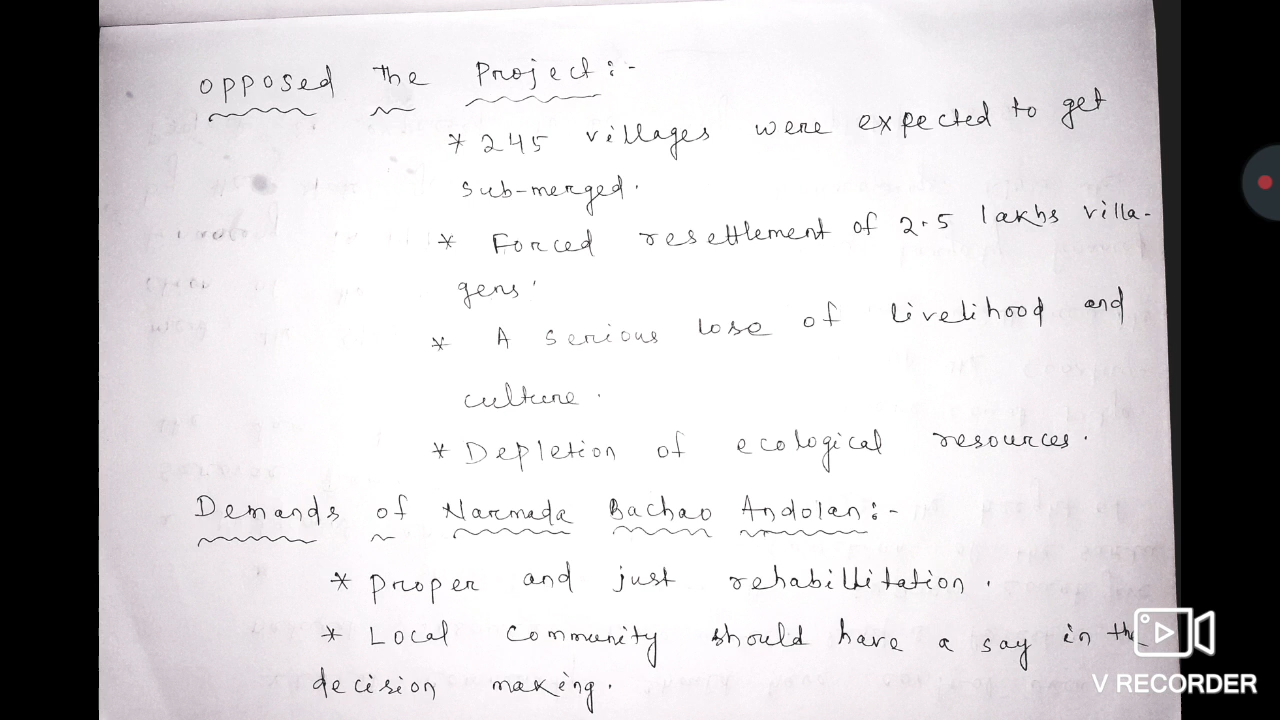 opposed the Project:-
* 245 villages were expected to get
sub-merged.
* Forced resettlement of 2.5 lakhs villa-
gers.
* A serious lose of livelihood and
culture.
* Depletion of ecological resources.
Demands of Narmada Bachao Andolan:-
* proper and just rehabillitation.
* Local community should have a say in the
decision making.
V RECORDER